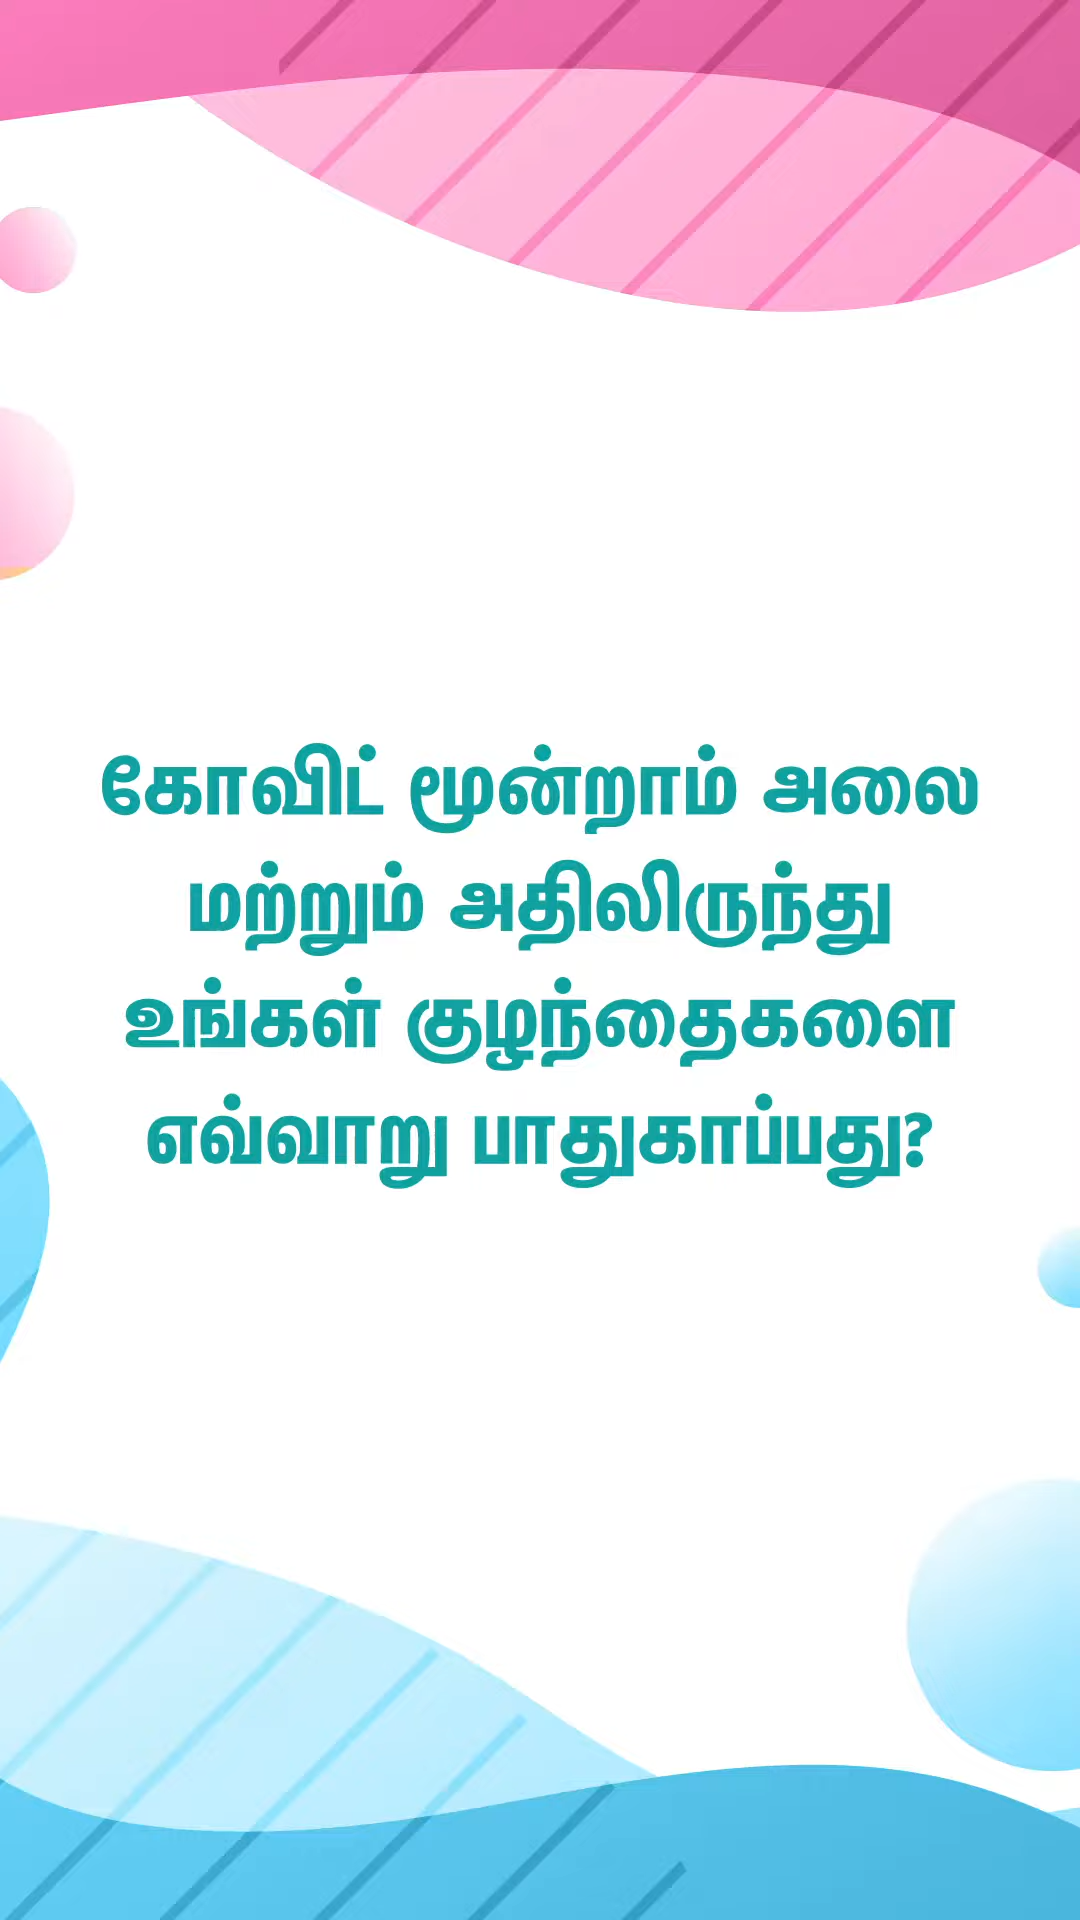 கோவிட் மூன்றாம் அலை
மற்றும் அதிலிருந்து
உங்கள் குழந்தைகளை
எவ்வாறு பாதுகாப்பது?